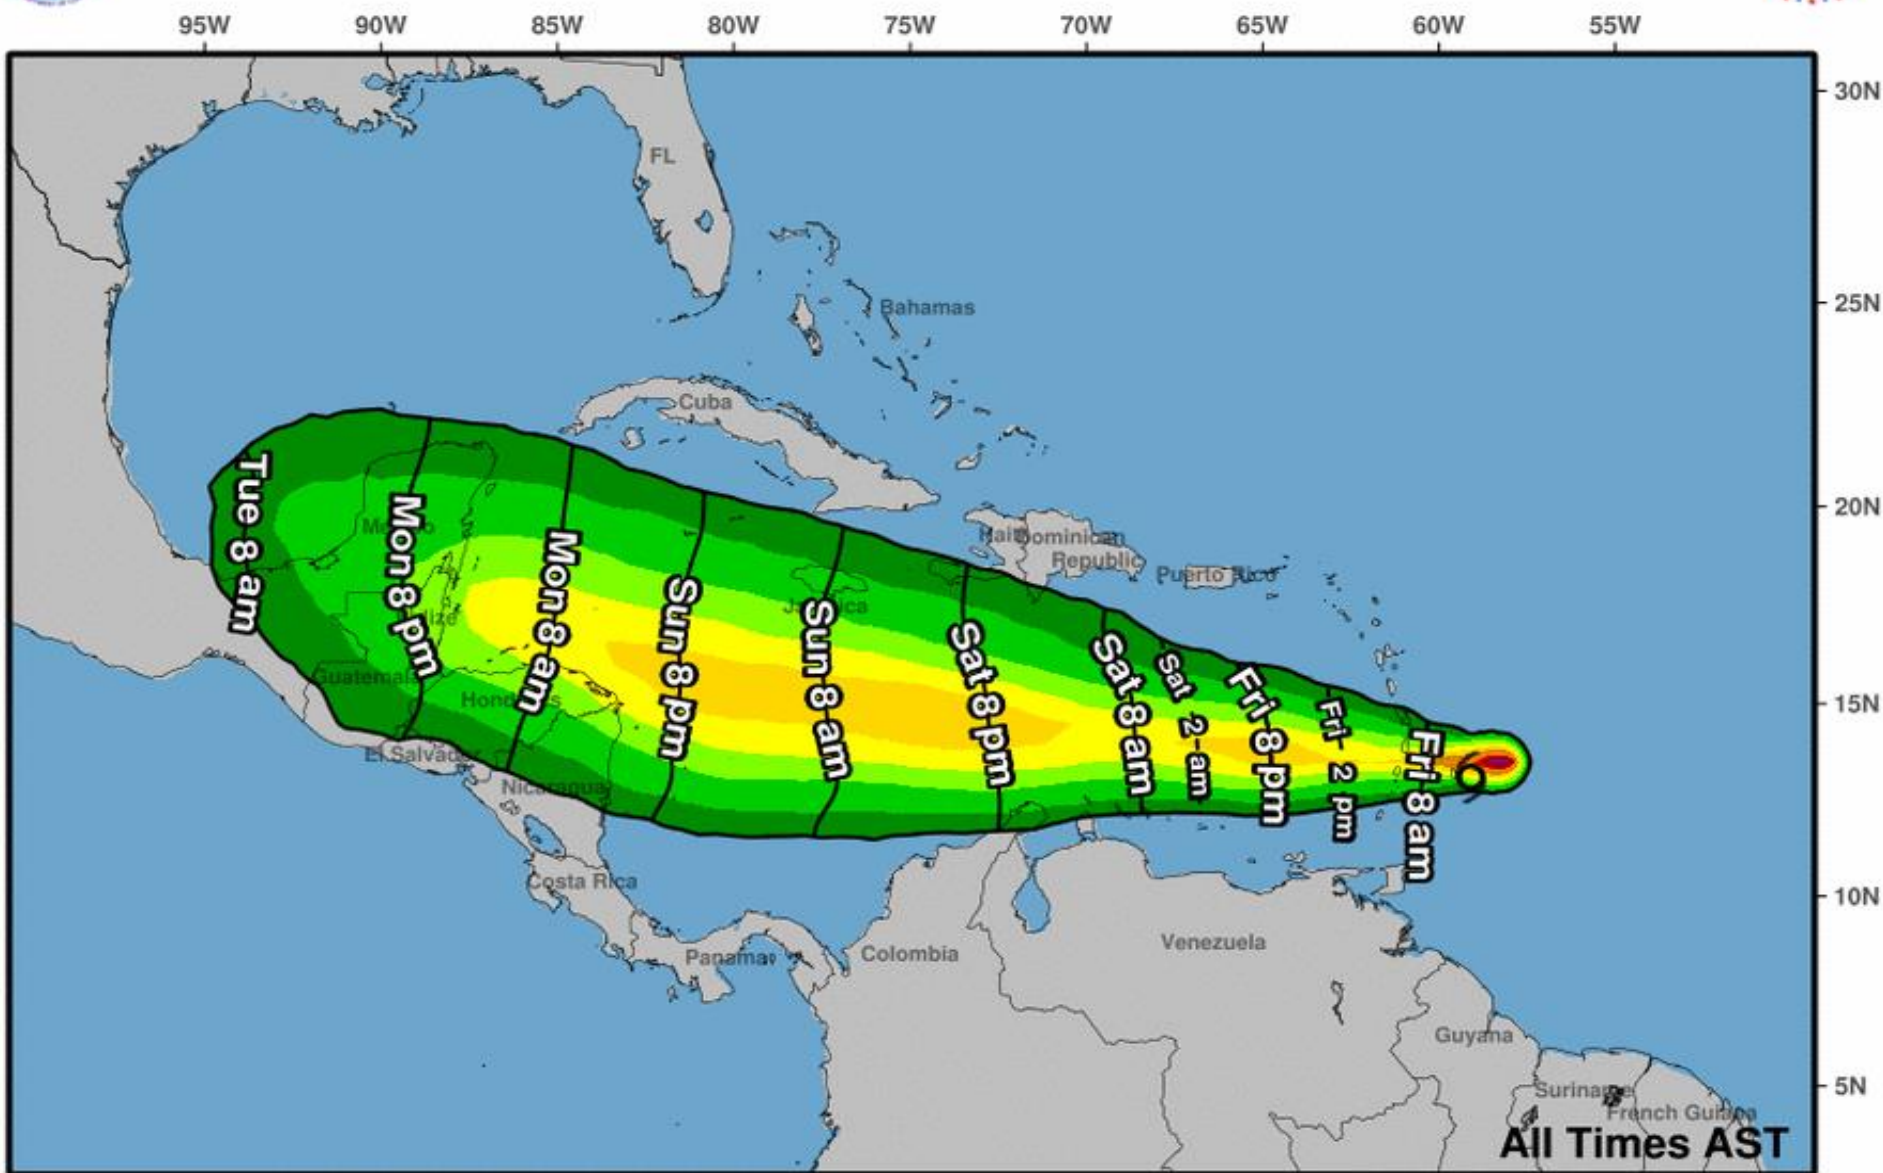 95W 90W 85W 80W 75W 70W 65W 60W 55W
30N
FL
25N
Bahamas
Cuba
20N
Tue 8 am
Mon 8 pm
Mon 8 am
Sun 8 pm
Sun 8 am
Sat 8 pm
Sat 8 am
Sat 2 am
Fri 8 pm
Fri 2 pm
Fri 8 am
Dominican
Republic
Puerto Rico
15N
Guatemala
Nicaragua
Costa Rica
10N
Panama
Colombia
Venezuela
Guyana
5N
Suriname
French Guiana
All Times AST